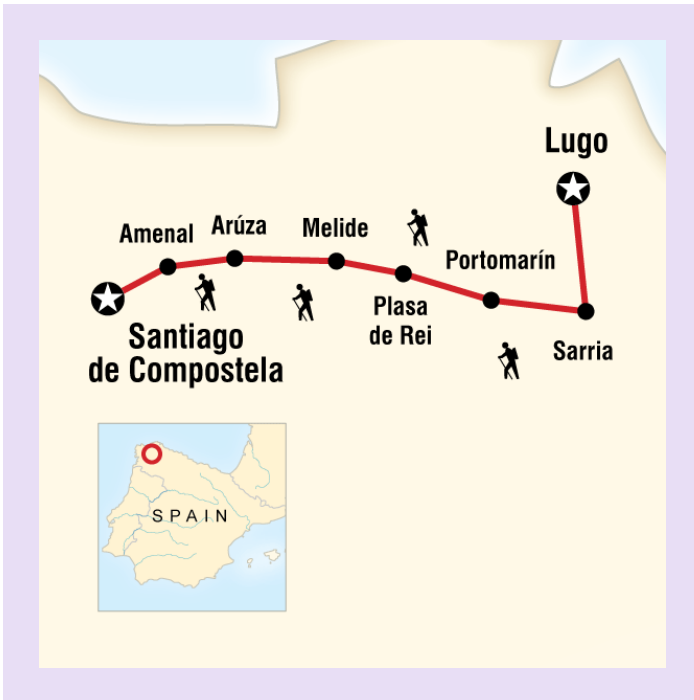 Lugo
Amenal
Arúza
Melide
Portomarín
Plasa
de Rei
Santiago
de Compostela
Sarria
SPAIN